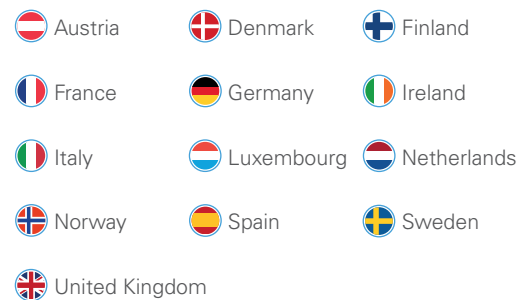 Austria Denmark Finland
France Germany Ireland
Italy Luxembourg Netherlands
Norway Spain Sweden
United Kingdom